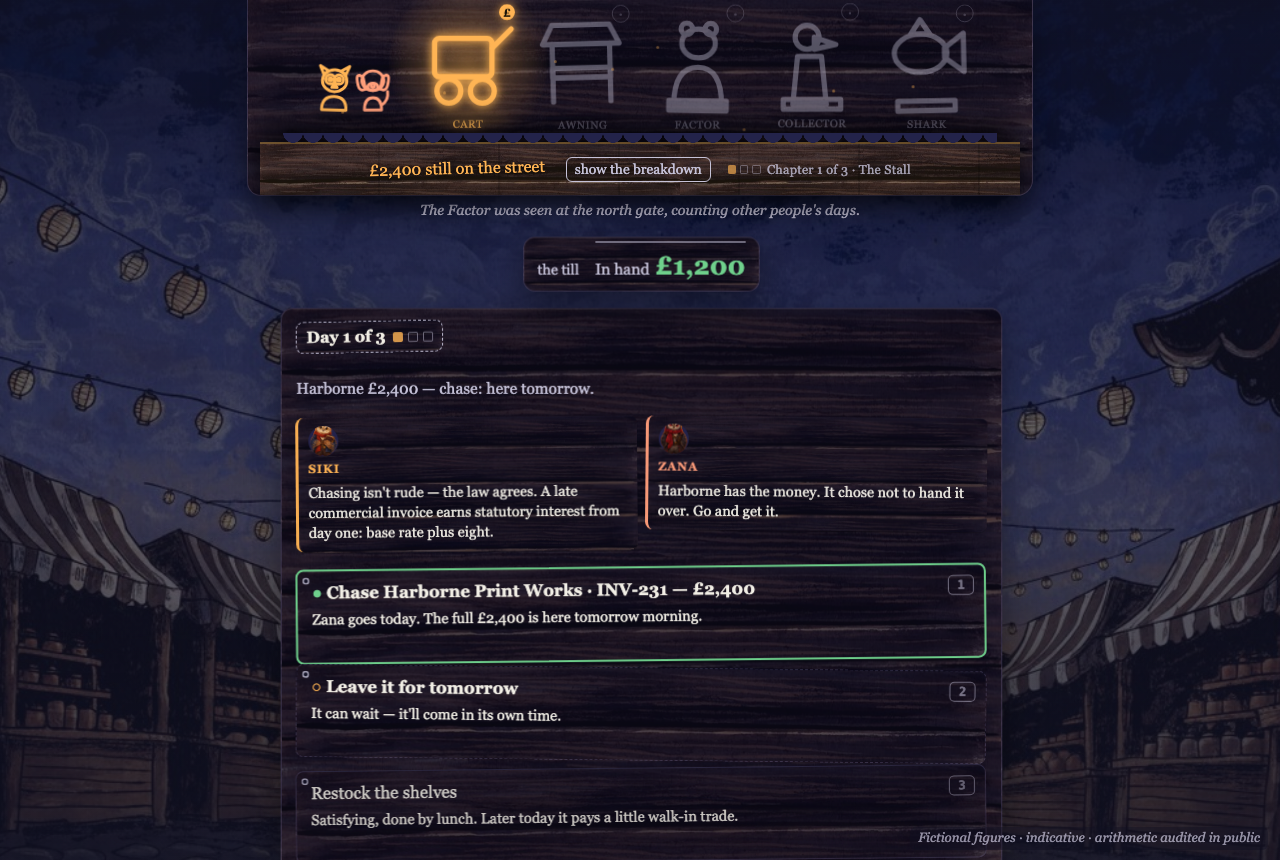 £
CART
AWNING
FACTOR
COLLECTOR
SHARK
£2,400 still on the street
show the breakdown
Chapter 1 of 3 · The Stall
The Factor was seen at the north gate, counting other people's days.
the till
In hand £1,200
Day 1 of 3
Harborne £2,400 — chase: here tomorrow.
SIKI
Chasing isn't rude — the law agrees. A late
commercial invoice earns statutory interest from
day one: base rate plus eight.
ZANA
Harborne has the money. It chose not to hand it
over. Go and get it.
Chase Harborne Print Works · INV-231 — £2,400
1
Zana goes today. The full £2,400 is here tomorrow morning.
Leave it for tomorrow
2
It can wait — it'll come in its own time.
Restock the shelves
3
Satisfying, done by lunch. Later today it pays a little walk-in trade.
Fictional figures · indicative · arithmetic audited in public